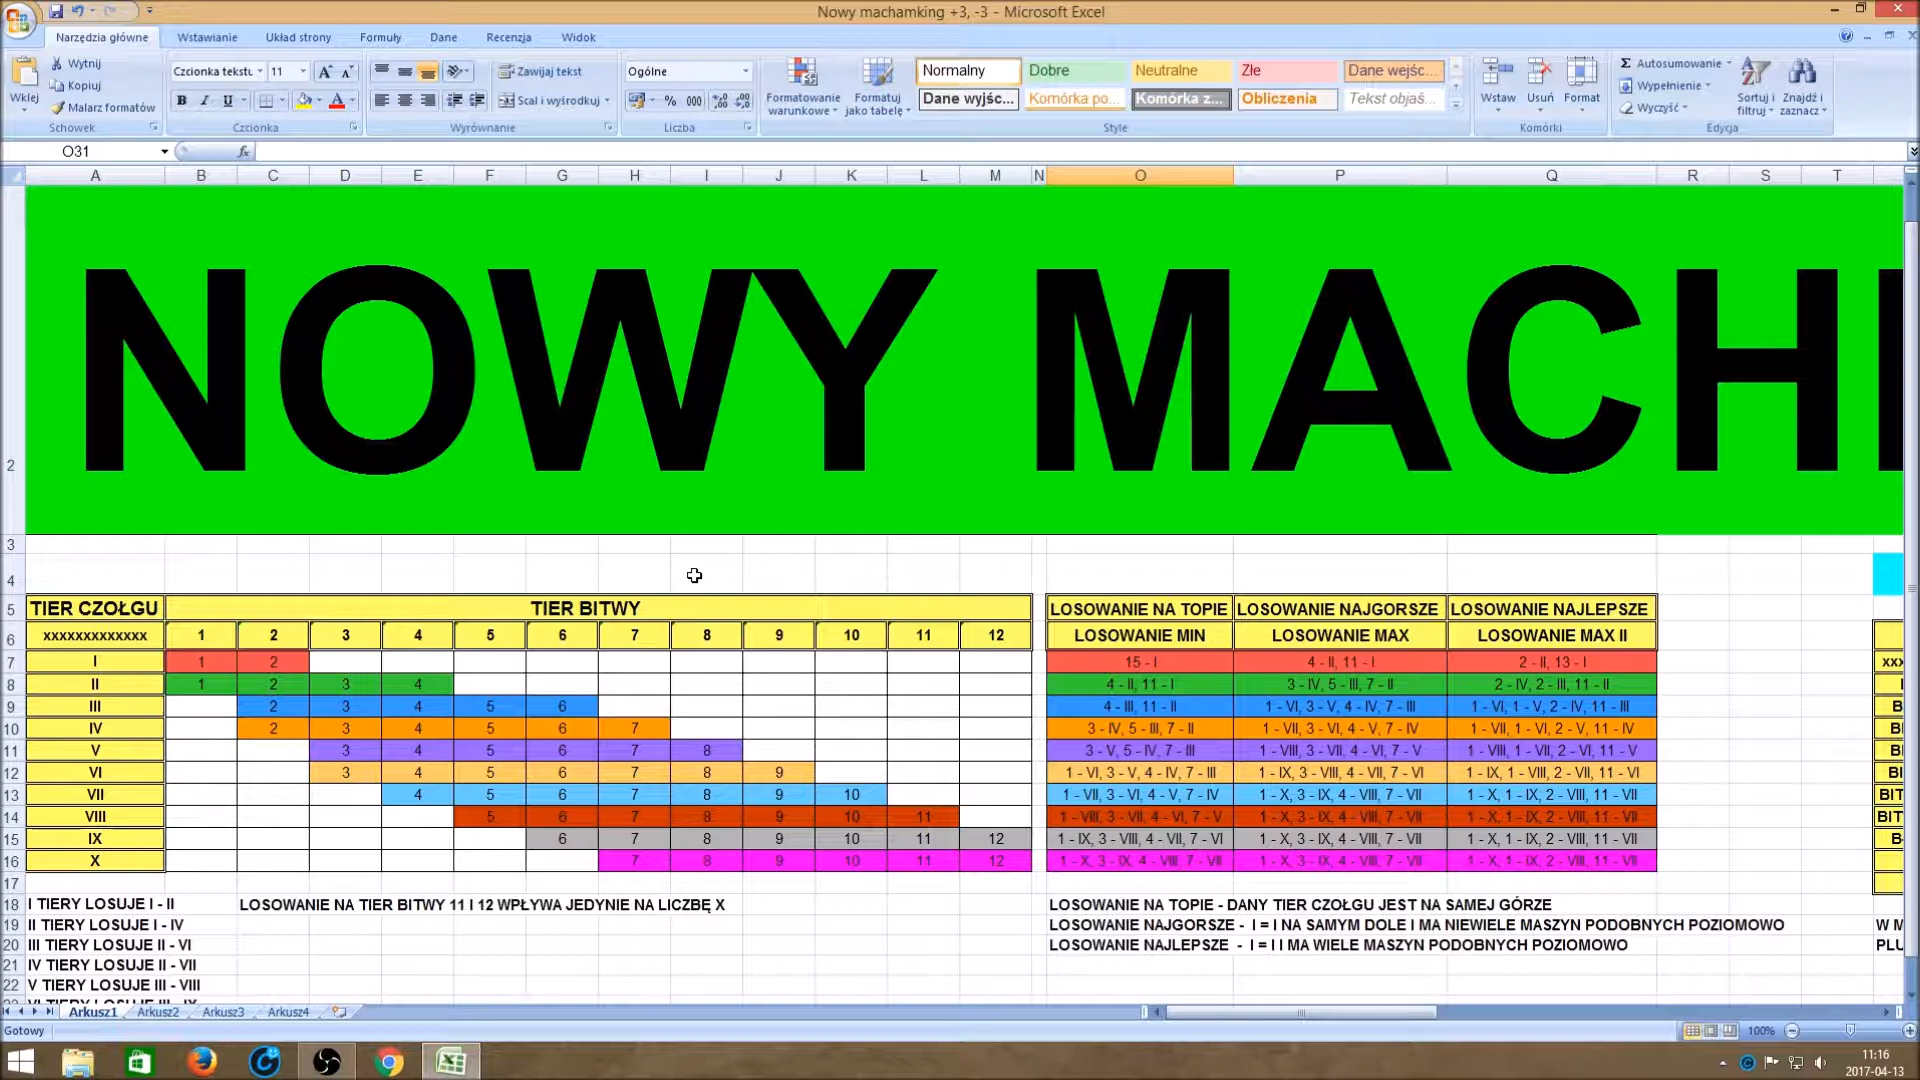 Nowy machamking +3, -3 - Microsoft Excel
Narzędzia główne Wstawianie Układ strony Formuły Dane Recenzja Widok
Wklej Wytnij Kopiuj Malarz formatów
Czcionka tekstu 11 Zawijaj tekst Ogólne
B I U Scal i wyśrodkuj % 000
Formatowanie warunkowe Formatuj jako tabelę
Normalny Dobre Neutralne Złe Dane wejśc...
Dane wyjśc... Komórka po... Komórka z... Obliczenia Tekst objaś...
Wstaw Usuń Format
Σ Autosumowanie Wypełnienie Wyczyść
Sortuj i filtruj Znajdź i zaznacz
Schowek Czcionka Wyrównanie Liczba Style Komórki Edycja
O31 fx
A B C D E F G H I J K L M N O P Q R S T
NOWY MACH
TIER CZOŁGU TIER BITWY LOSOWANIE NA TOPIE LOSOWANIE NAJGORSZE LOSOWANIE NAJLEPSZE
xxxxxxxxxxxxx 1 2 3 4 5 6 7 8 9 10 11 12 LOSOWANIE MIN LOSOWANIE MAX LOSOWANIE MAX II
I 1 2 15 - I 4 - II, 11 - I 2 - II, 13 - I
II 1 2 3 4 4 - II, 11 - I 3 - IV, 5 - III, 7 - II 2 - IV, 2 - III, 11 - II
III 2 3 4 5 6 4 - III, 11 - II 1 - VI, 3 - V, 4 - IV, 7 - III 1 - VI, 1 - V, 2 - IV, 11 - III
IV 2 3 4 5 6 7 3 - IV, 5 - III, 7 - II 1 - VII, 3 - VI, 4 - V, 7 - IV 1 - VII, 1 - VI, 2 - V, 11 - IV
V 3 4 5 6 7 8 3 - V, 5 - IV, 7 - III 1 - VIII, 3 - VII, 4 - VI, 7 - V 1 - VIII, 1 - VII, 2 - VI, 11 - V
VI 3 4 5 6 7 8 9 1 - VI, 3 - V, 4 - IV, 7 - III 1 - IX, 3 - VIII, 4 - VII, 7 - VI 1 - IX, 1 - VIII, 2 - VII, 11 - VI
VII 4 5 6 7 8 9 10 1 - VII, 3 - VI, 4 - V, 7 - IV 1 - X, 3 - IX, 4 - VIII, 7 - VII 1 - X, 1 - IX, 2 - VIII, 11 - VII
VIII 5 6 7 8 9 10 11 1 - VIII, 3 - VII, 4 - VI, 7 - V 1 - X, 3 - IX, 4 - VIII, 7 - VII 1 - X, 1 - IX, 2 - VIII, 11 - VII
IX 6 7 8 9 10 11 12 1 - IX, 3 - VIII, 4 - VII, 7 - VI 1 - X, 3 - IX, 4 - VIII, 7 - VII 1 - X, 1 - IX, 2 - VIII, 11 - VII
X 7 8 9 10 11 12 1 - X, 3 - IX, 4 - VIII, 7 - VII 1 - X, 3 - IX, 4 - VIII, 7 - VII 1 - X, 1 - IX, 2 - VIII, 11 - VII
I TIERY LOSUJE I - II LOSOWANIE NA TIER BITWY 11 I 12 WPŁYWA JEDYNIE NA LICZBĘ X LOSOWANIE NA TOPIE - DANY TIER CZOŁGU JEST NA SAMEJ GÓRZE
II TIERY LOSUJE I - IV LOSOWANIE NAJGORSZE - I = I NA SAMYM DOLE I MA NIEWIELE MASZYN PODOBNYCH POZIOMOWO
III TIERY LOSUJE II - VI LOSOWANIE NAJLEPSZE - I = I I MA WIELE MASZYN PODOBNYCH POZIOMOWO
IV TIERY LOSUJE II - VII
V TIERY LOSUJE III - VIII
Arkusz1 Arkusz2 Arkusz3 Arkusz4
Gotowy 100%
11:16
2017-04-13